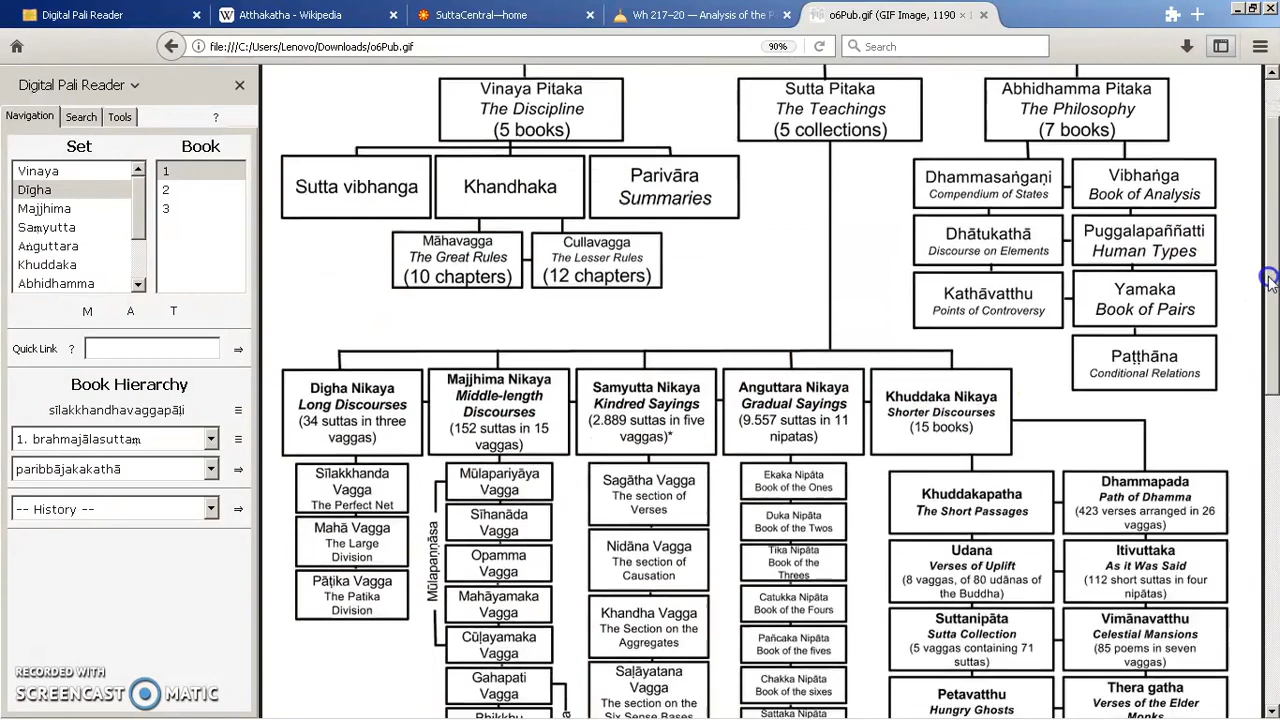 Digital Pali Reader
Atthakatha - Wikipedia
SuttaCentral—home
Wh 217–20 — Analysis of the P
o6Pub.gif (GIF Image, 1190 ×
file:///C:/Users/Lenovo/Downloads/o6Pub.gif
90%
Search
Digital Pali Reader
Navigation
Search
Tools
?
Set
Book
Vinaya
Dīgha
Majjhima
Saṃyutta
Aṅguttara
Khuddaka
Abhidhamma
1
2
3
M A T
Quick Link ?
Book Hierarchy
sīlakkhandhavaggapāḷi
1. brahmajālasuttaṃ
paribbājakakathā
-- History --
RECORDED WITH
SCREENCAST MATIC
Vinaya Pitaka
The Discipline
(5 books)
Sutta Pitaka
The Teachings
(5 collections)
Abhidhamma Pitaka
The Philosophy
(7 books)
Sutta vibhanga
Khandhaka
Parivāra
Summaries
Māhavagga
The Great Rules
(10 chapters)
Cullavagga
The Lesser Rules
(12 chapters)
Dhammasaṅgaṇi
Compendium of States
Vibhaṅga
Book of Analysis
Dhātukathā
Discourse on Elements
Puggalapaññatti
Human Types
Kathāvatthu
Points of Controversy
Yamaka
Book of Pairs
Paṭṭhāna
Conditional Relations
Digha Nikaya
Long Discourses
(34 suttas in three
vaggas)
Majjhima Nikaya
Middle-length
Discourses
(152 suttas in 15
vaggas)
Samyutta Nikaya
Kindred Sayings
(2.889 suttas in five
vaggas)*
Anguttara Nikaya
Gradual Sayings
(9.557 suttas in 11
nipatas)
Khuddaka Nikaya
Shorter Discourses
(15 books)
Sīlakkhanda
Vagga
The Perfect Net
Mahā Vagga
The Large
Division
Pāṭika Vagga
The Patika
Division
Mūlapaṇṇāsa
Mūlapariyāya
Vagga
Sīhanāda
Vagga
Opamma
Vagga
Mahāyamaka
Vagga
Cūḷayamaka
Vagga
Gahapati
Vagga
Bhikkhu
Sagātha Vagga
The section of
Verses
Nidāna Vagga
The section of
Causation
Khandha Vagga
The Section on the
Aggregates
Saḷāyatana
Vagga
The section on the
Six Sense Bases
Ekaka Nipāta
Book of the Ones
Duka Nipāta
Book of the Twos
Tika Nipāta
Book of the
Threes
Catukka Nipāta
Book of the Fours
Pañcaka Nipāta
Book of the fives
Chakka Nipāta
Book of the sixes
Sattaka Nipāta
Khuddakapatha
The Short Passages
Dhammapada
Path of Dhamma
(423 verses arranged in 26
vaggas)
Udana
Verses of Uplift
(8 vaggas, of 80 udānas of
the Buddha)
Itivuttaka
As it Was Said
(112 short suttas in four
nipātas)
Suttanipāta
Sutta Collection
(5 vaggas containing 71
suttas)
Vimānavatthu
Celestial Mansions
(85 poems in seven
vaggas)
Petavatthu
Hungry Ghosts
Thera gatha
Verses of the Elder
Monks